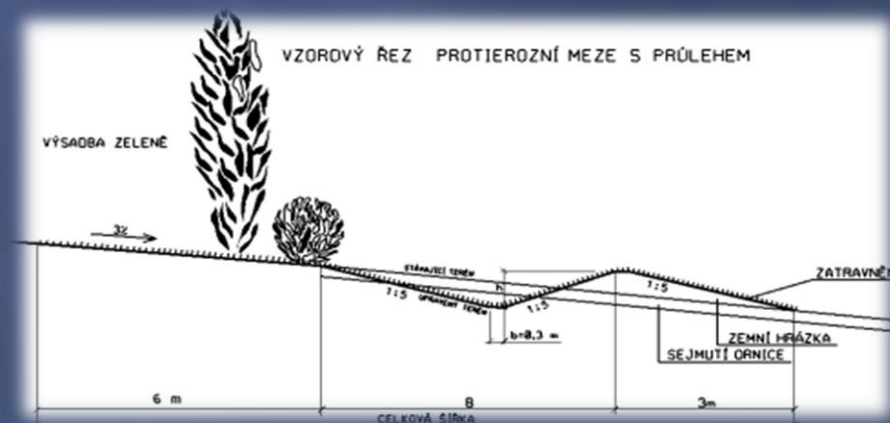 VZOROVÝ ŘEZ PROTIEROZNÍ MEZE S PRŮLEHEM
VÝSADBA ZELENĚ
3%
STÁVAJÍCÍ TERÉN
h
1:5
UPRAVENÝ TERÉN
1:5
1:5
ZATRAVNĚN
b=0,3 m
ZEMNÍ HRÁZKA
SEJMUTÍ ORNICE
6 m
B
3m
CELKOVÁ ŠÍŘKA